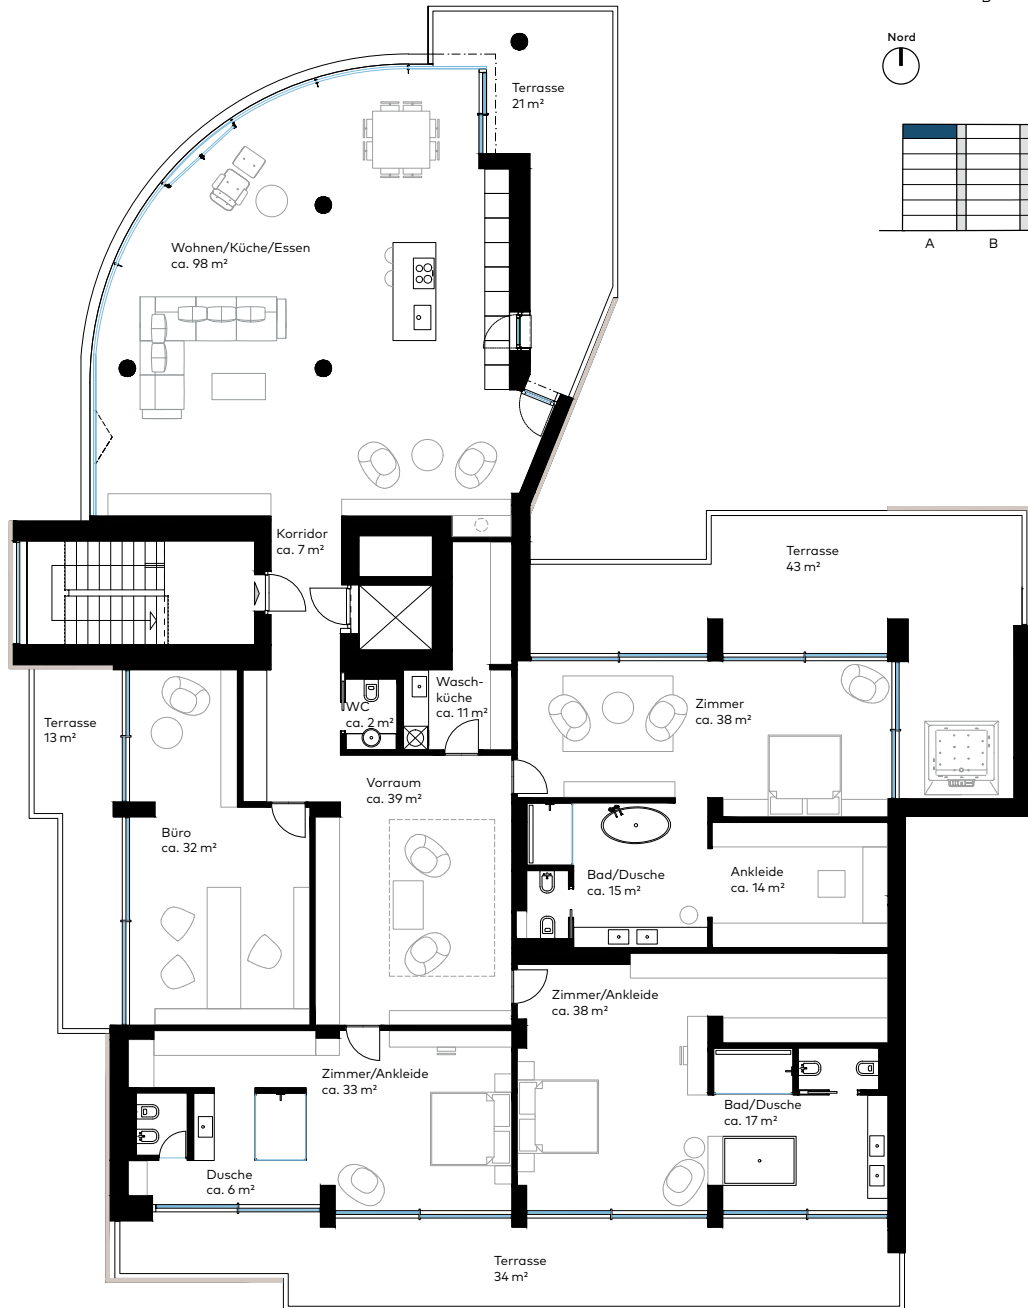 Nord
A
B
Terrasse
21 m²
Wohnen/Küche/Essen
ca. 98 m²
Korridor
ca. 7 m²
Terrasse
43 m²
Wasch-
küche
ca. 11 m²
WC
ca. 2 m²
Zimmer
ca. 38 m²
Terrasse
13 m²
Vorraum
ca. 39 m²
Büro
ca. 32 m²
Bad/Dusche
ca. 15 m²
Ankleide
ca. 14 m²
Zimmer/Ankleide
ca. 38 m²
Zimmer/Ankleide
ca. 33 m²
Bad/Dusche
ca. 17 m²
Dusche
ca. 6 m²
Terrasse
34 m²